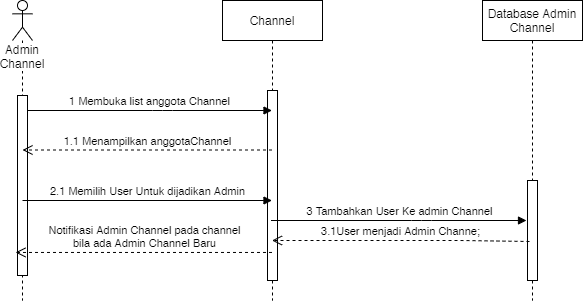 Admin
Channel
Channel
Database Admin
Channel
1 Membuka list anggota Channel
1.1 Menampilkan anggotaChannel
2.1 Memilih User Untuk dijadikan Admin
3 Tambahkan User Ke admin Channel
3.1User menjadi Admin Channe;
Notifikasi Admin Channel pada channel
bila ada Admin Channel Baru